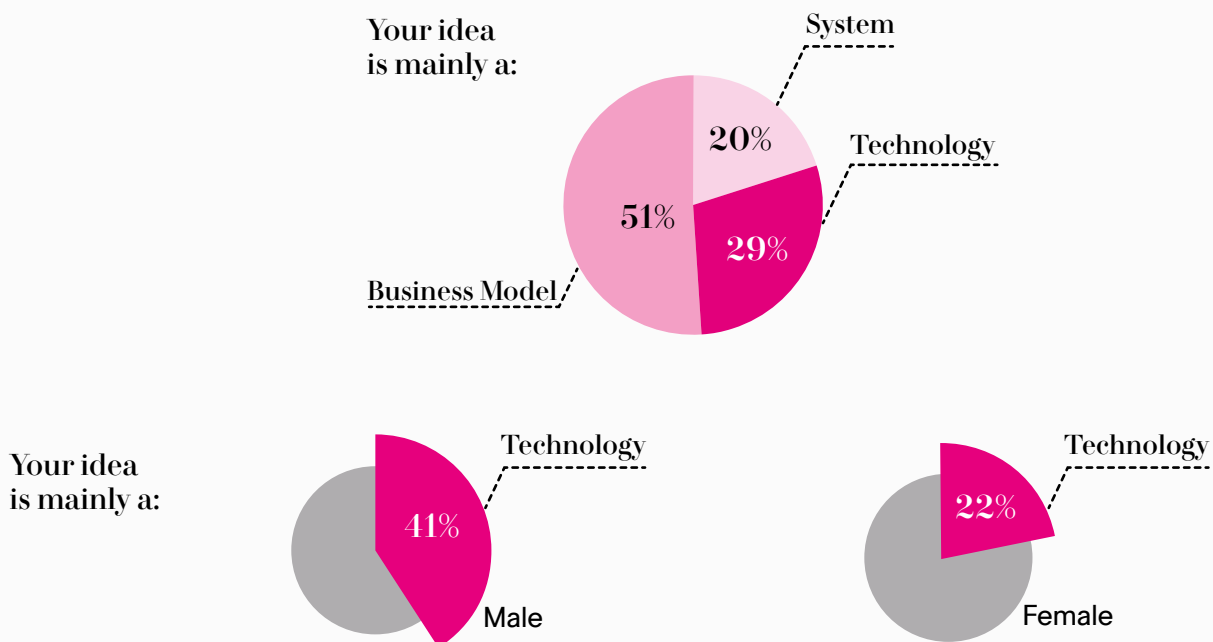 Your idea
is mainly a:
System
20%
Technology
51%
29%
Business Model
Your idea
is mainly a:
Technology
41%
Male
Technology
22%
Female